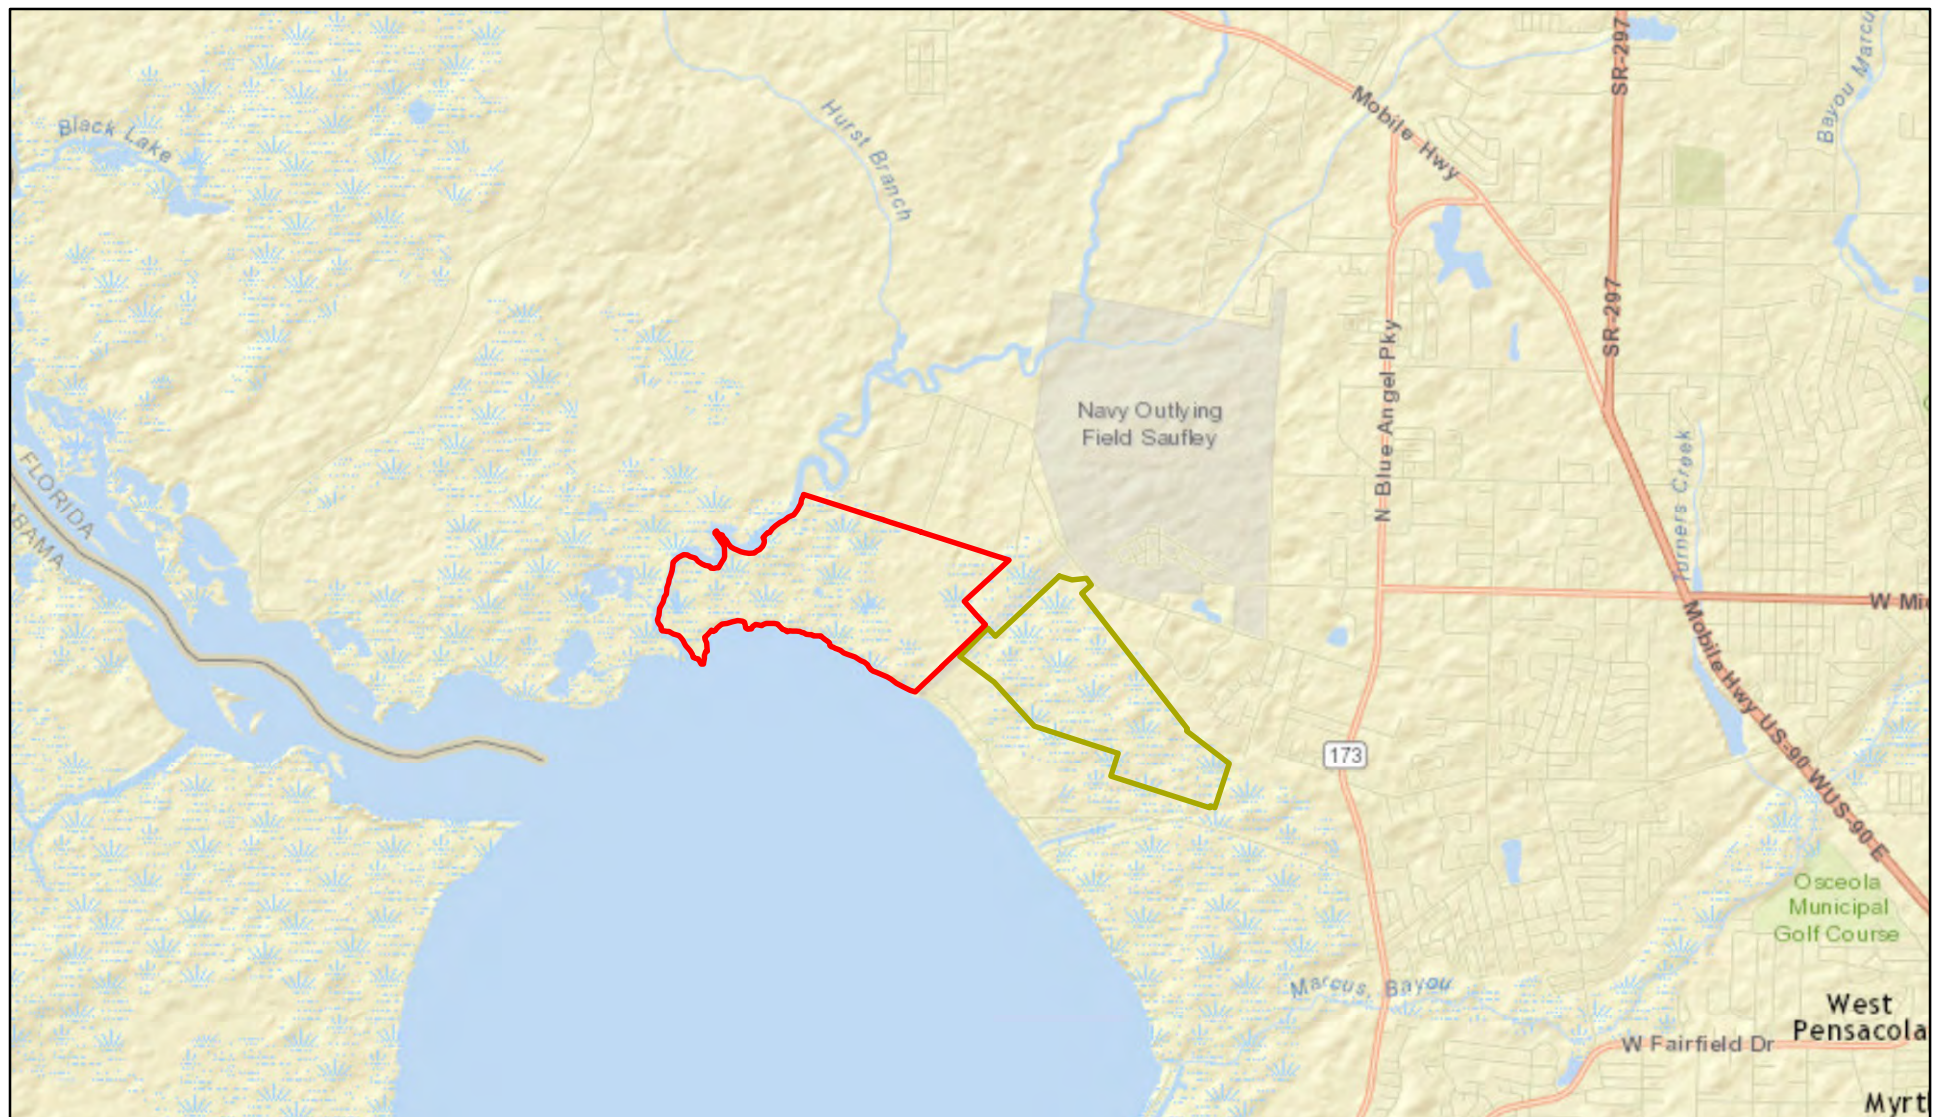 SR-297
Bayou Marcu
Mobile Hwy
Black Lake
Hurst Branch
SR-297
N Blue Angel Pky
Navy Outlying
Field Saufley
Turners Creek
FLORIDA
ABAMA
W Mi
Mobile Hwy US-90 W
US-90 E
173
Osceola
Municipal
Golf Course
Marcus, Bayou
West
Pensacola
W Fairfield Dr
Myrt